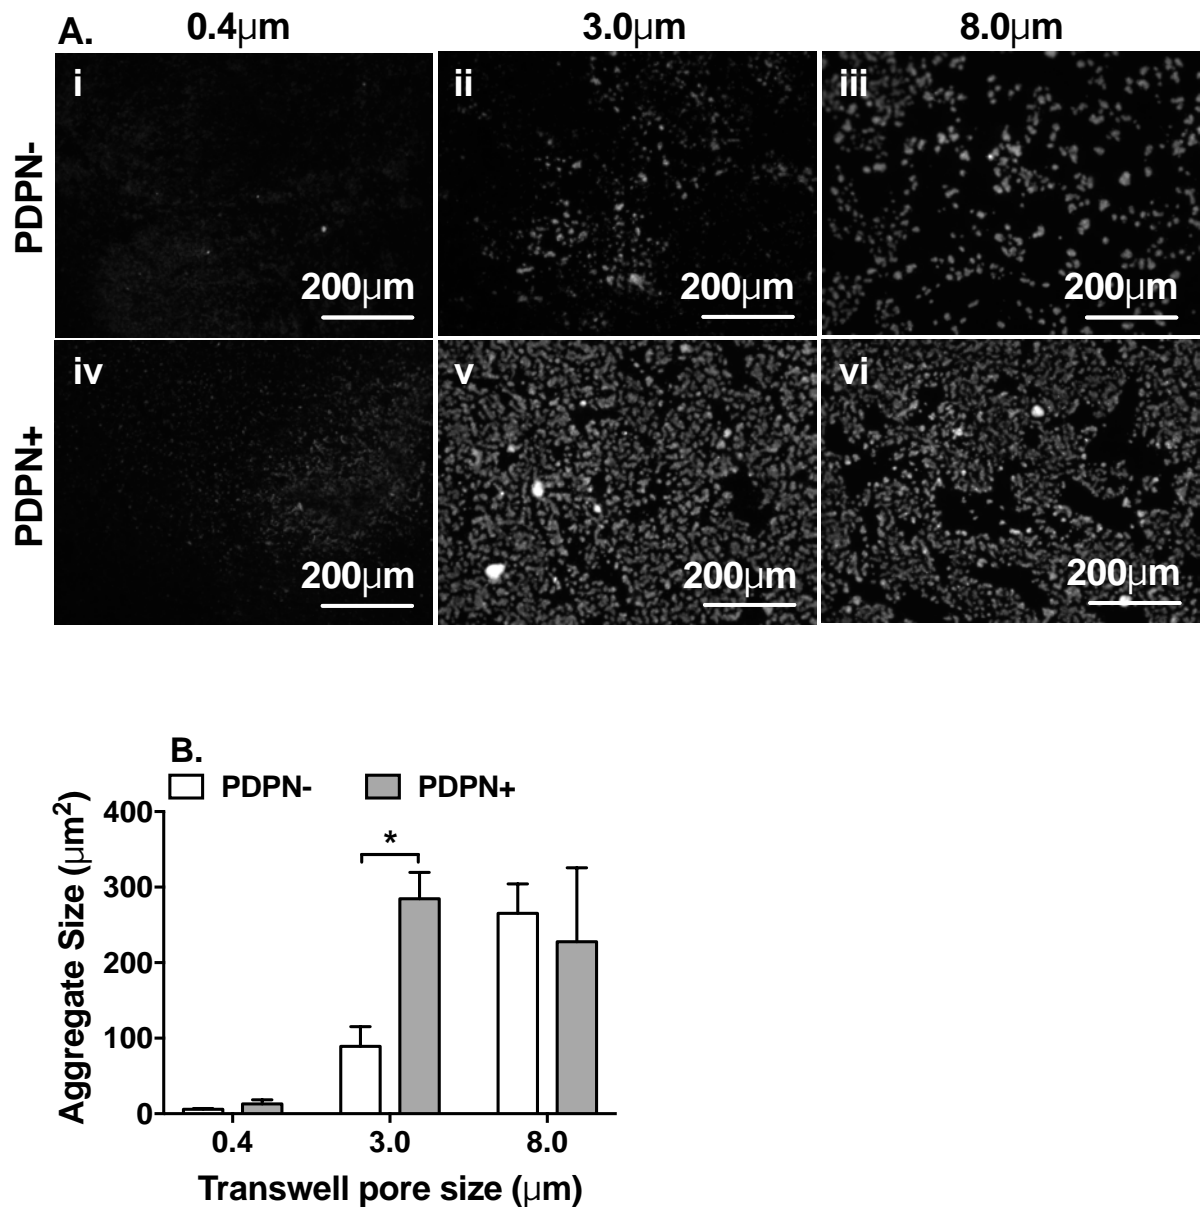 A. 0.4µm 3.0µm 8.0µm
PDPN-
i ii iii
200µm 200µm 200µm
PDPN+
iv v vi
200µm 200µm 200µm
B.
PDPN- PDPN+
Aggregate Size (µm²)
400
300
200
100
0
*
0.4 3.0 8.0
Transwell pore size (µm)